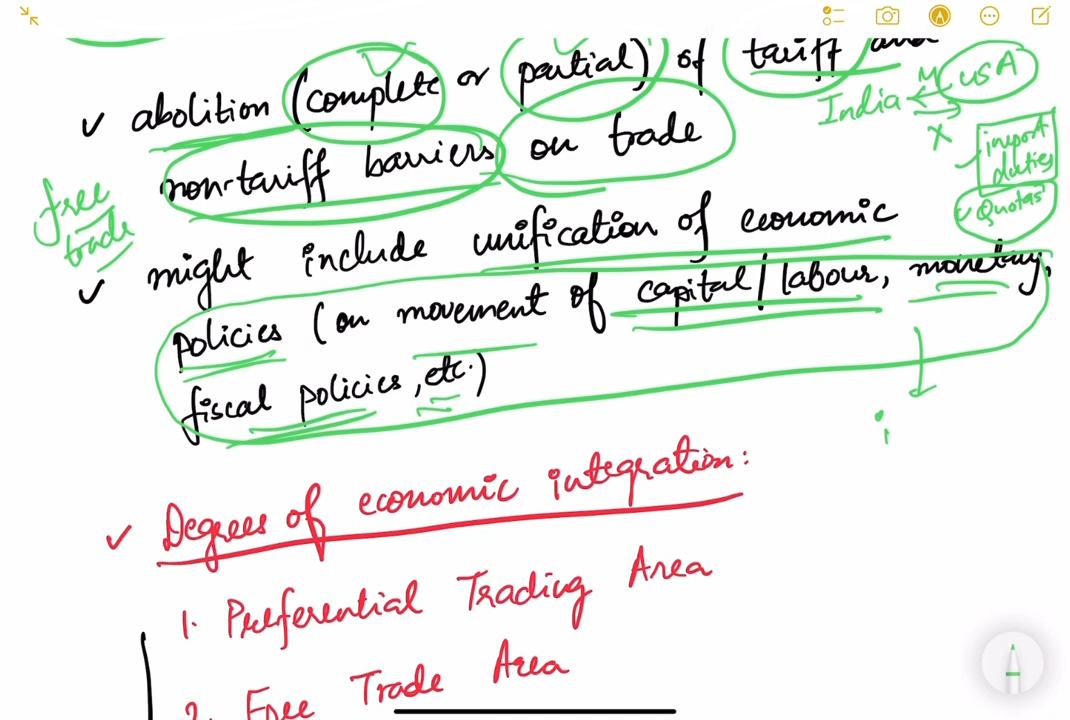 ✓ abolition (complete or partial) of tariff and
non-tariff barriers on trade
India M USA
X
import
duties
Quotas
free
trade
✓ might include unification of economic
policies (on movement of capital/labour, monetary,
fiscal policies, etc.)
i
✓ Degrees of economic integration:
1. Preferential Trading Area
2. Free Trade Area